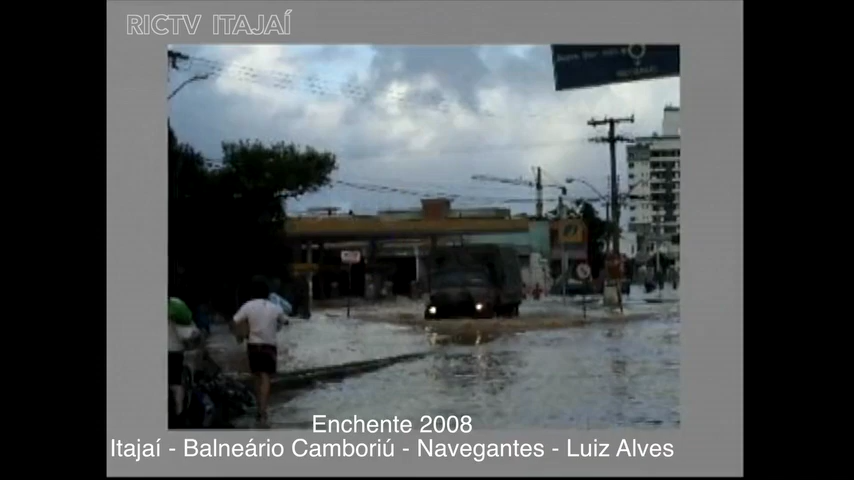 RICTV ITAJAÍ
Enchente 2008
Itajaí - Balneário Camboriú - Navegantes - Luiz Alves